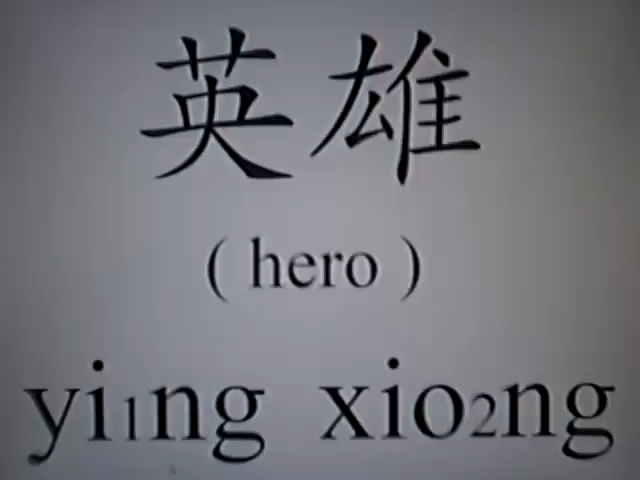 英雄
( hero )
yi1ng xio2ng